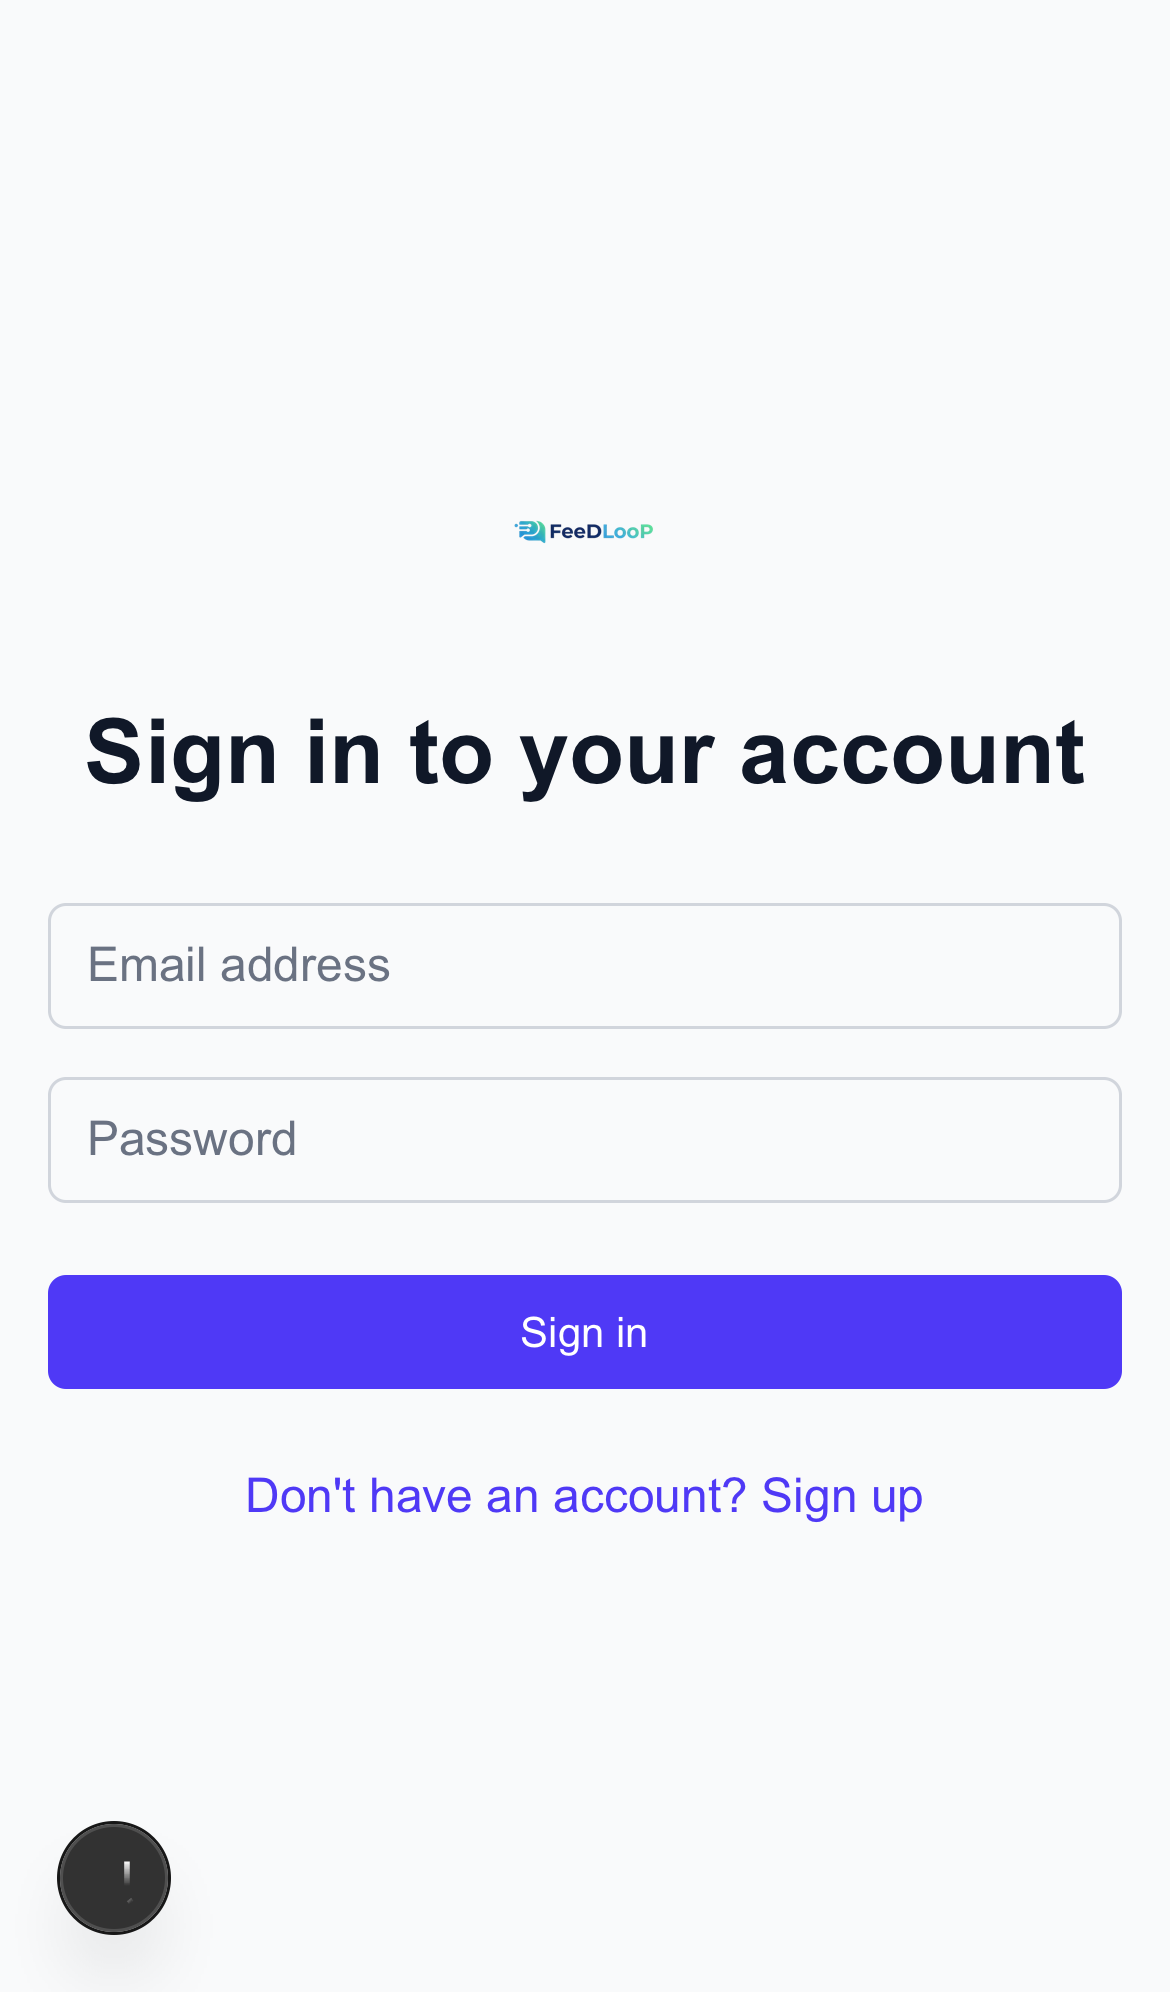 FeeDLooP
Sign in to your account
Email address
Password
Sign in
Don't have an account? Sign up